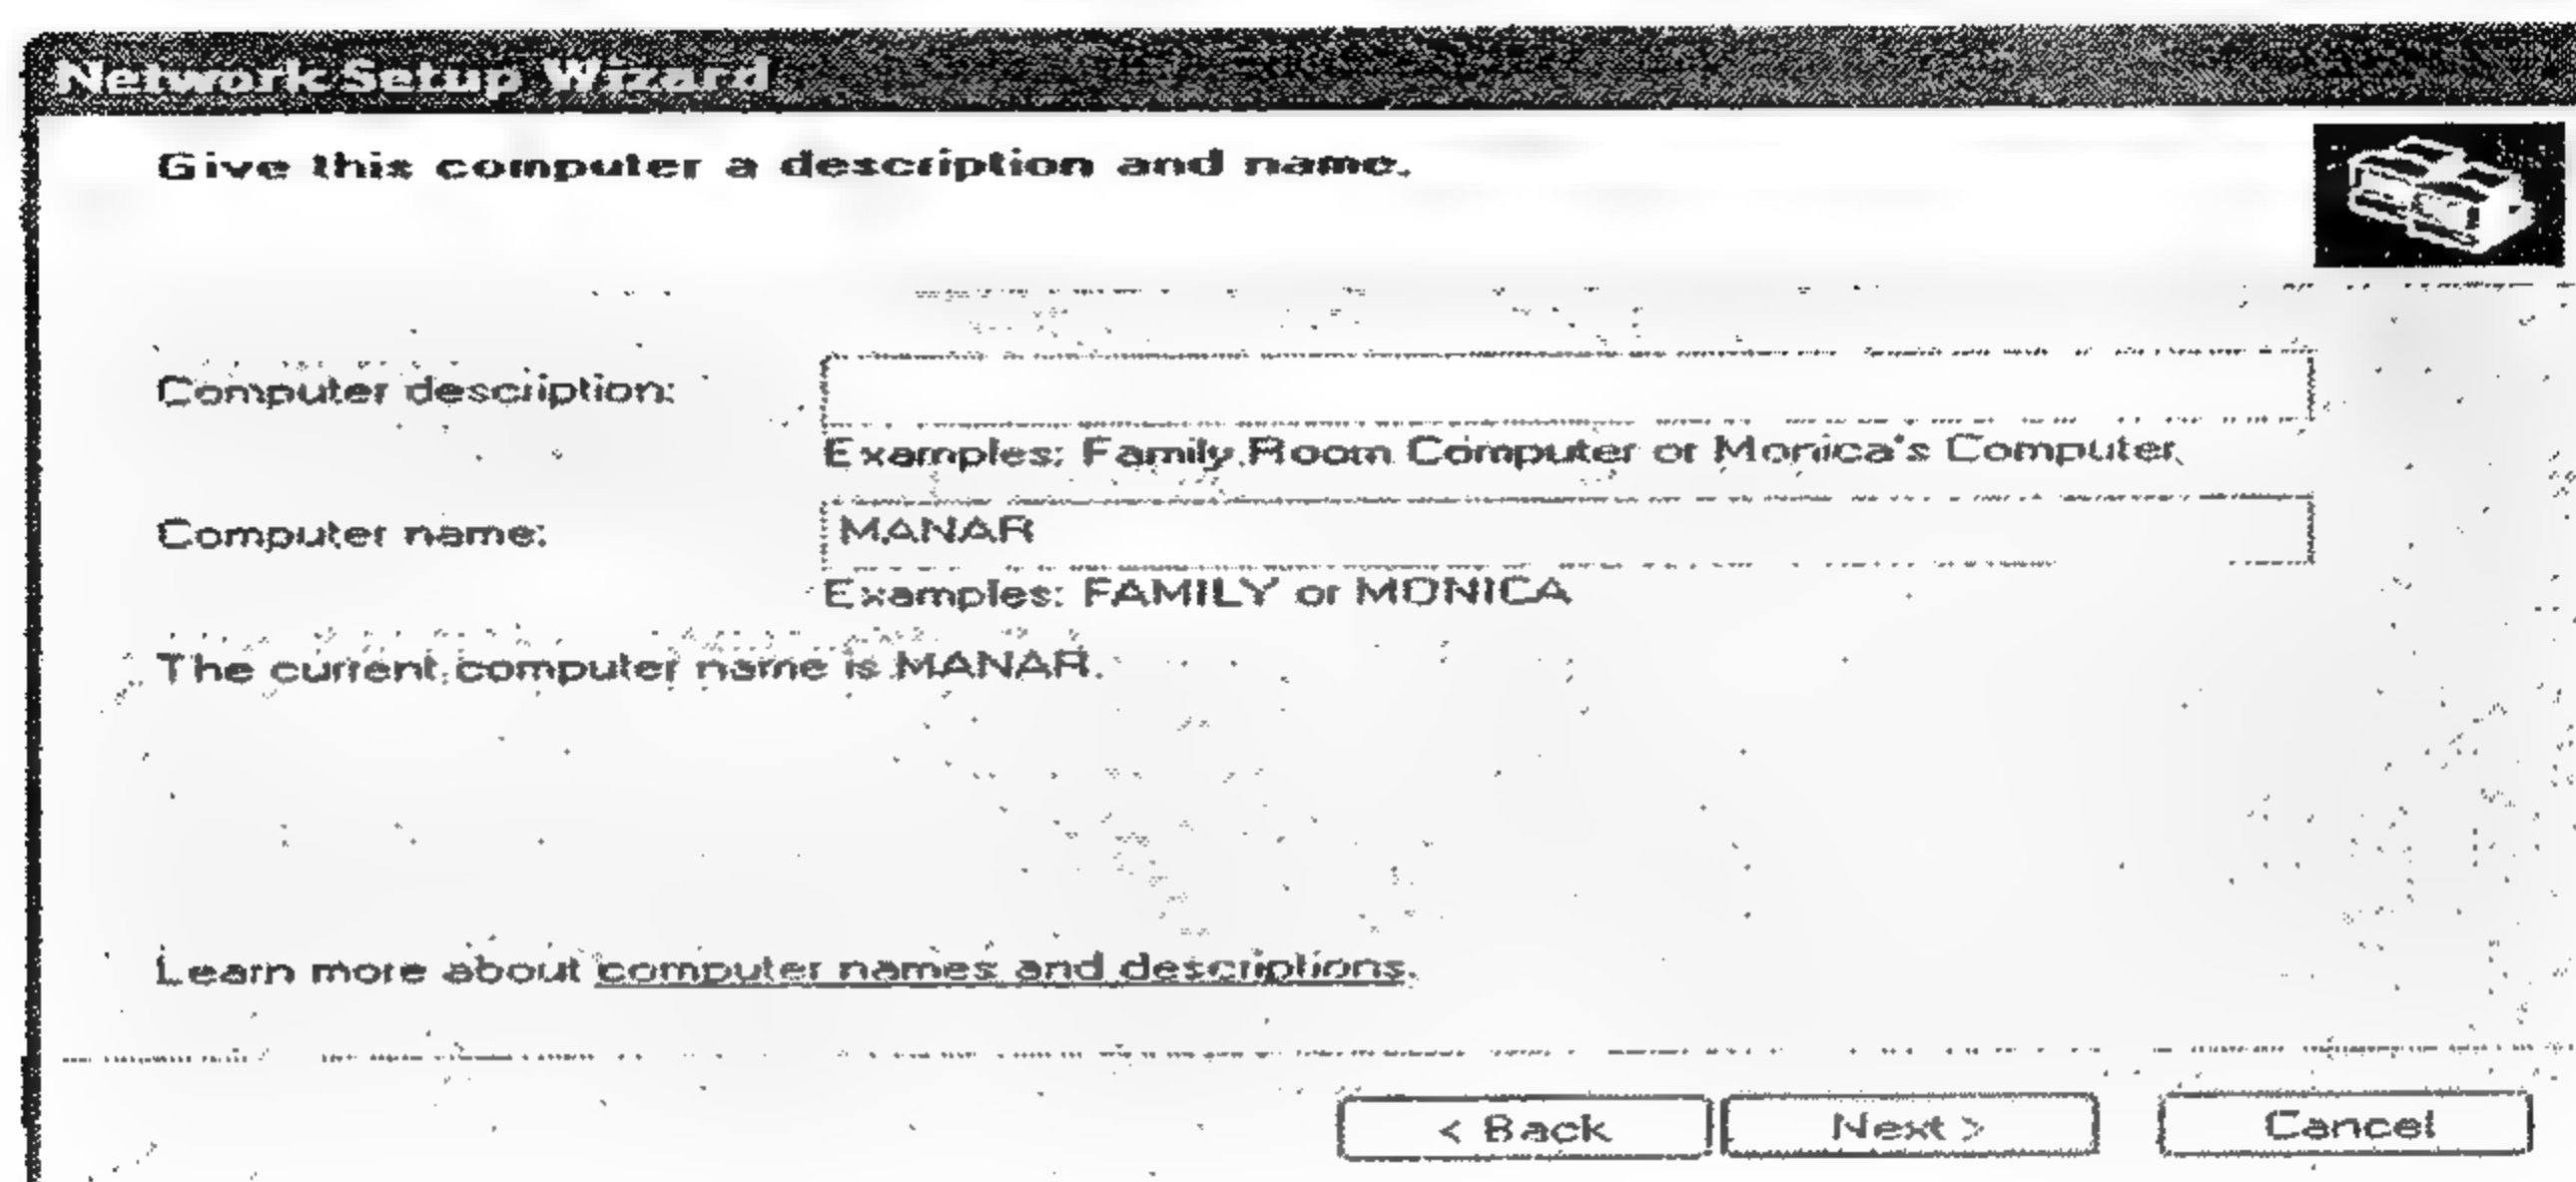 Network Setup Wizard
Give this computer a description and name.
Computer description:
Examples: Family Room Computer or Monica's Computer
Computer name: MANAR
Examples: FAMILY or MONICA
The current computer name is MANAR.
Learn more about computer names and descriptions.
< Back Next > Cancel